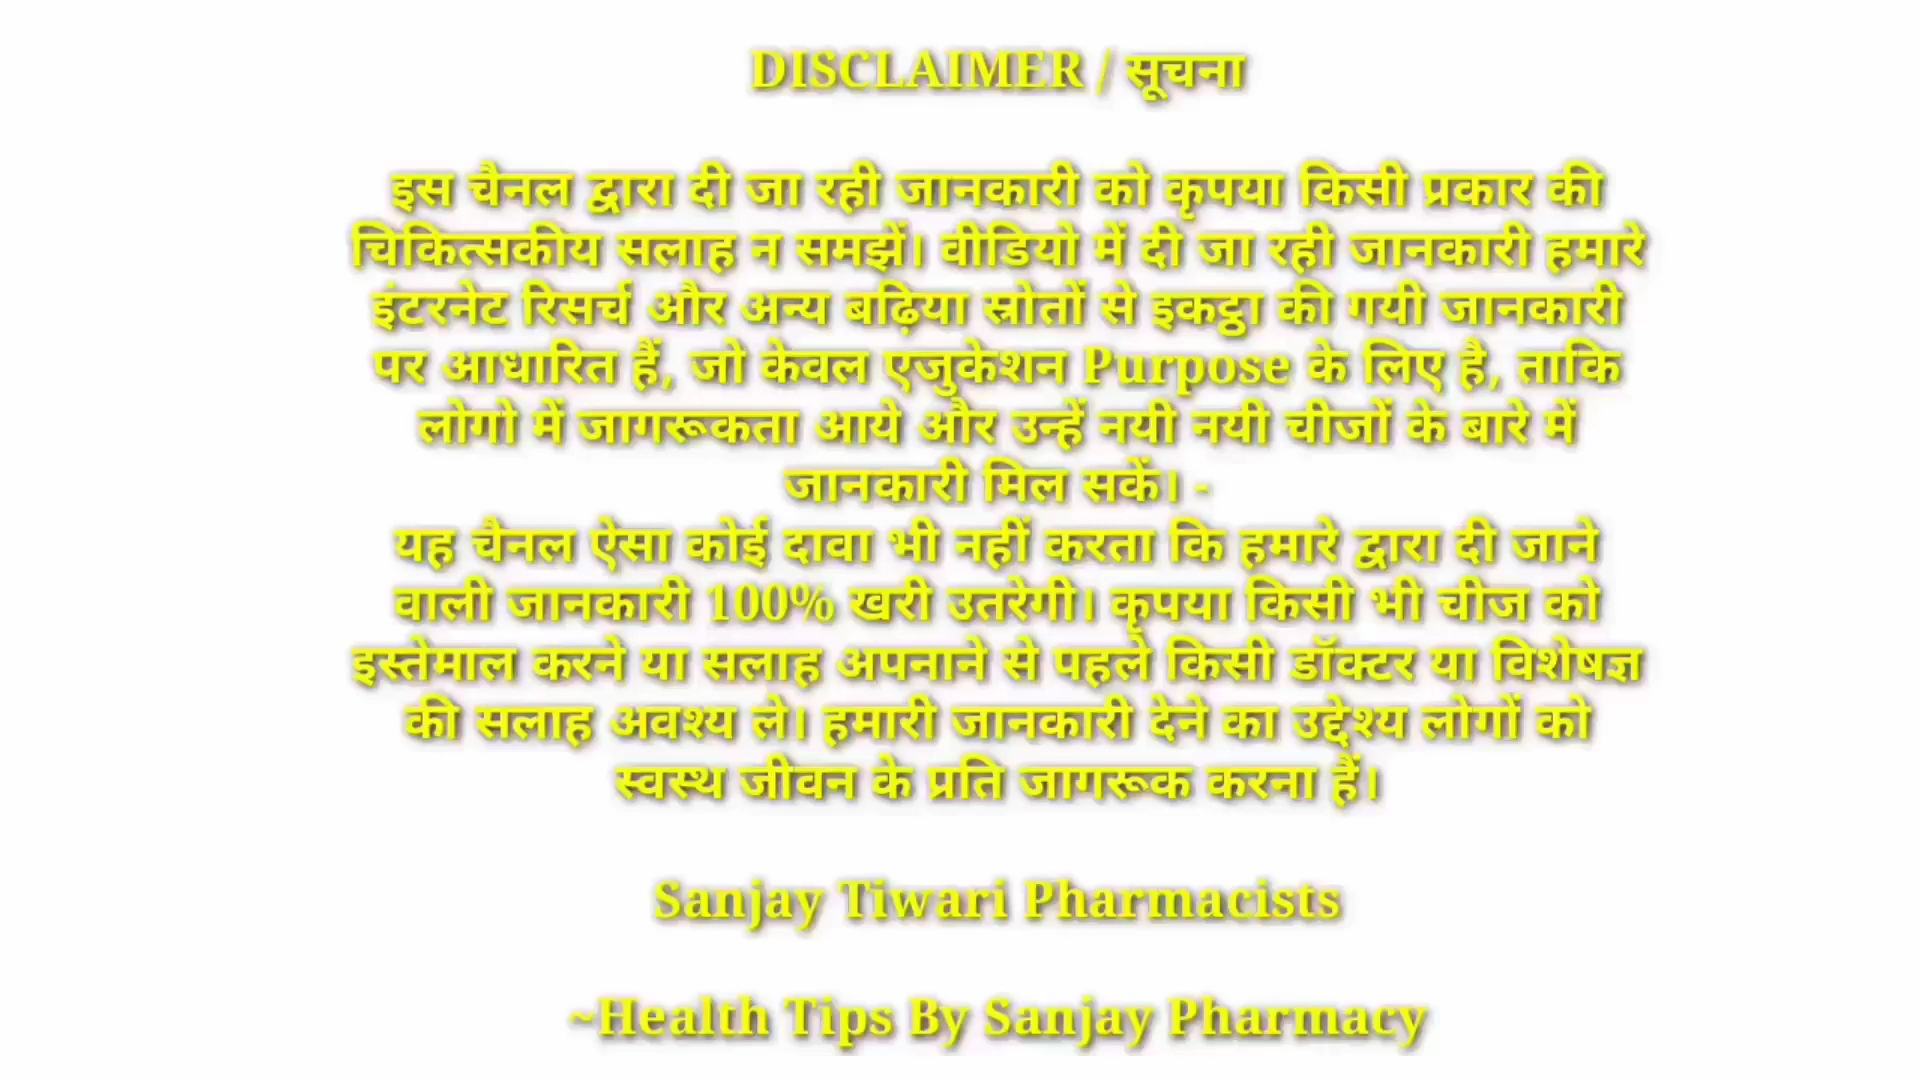 DISCLAIMER / सूचना
इस चैनल द्वारा दी जा रही जानकारी को कृपया किसी प्रकार की
चिकित्सकीय सलाह न समझें। वीडियो में दी जा रही जानकारी हमारे
इंटरनेट रिसर्च और अन्य बढ़िया स्रोतों से इकट्ठा की गयी जानकारी
पर आधारित हैं, जो केवल एजुकेशन Purpose के लिए है, ताकि
लोगो में जागरूकता आये और उन्हें नयी नयी चीजों के बारे में
जानकारी मिल सकें। -
यह चैनल ऐसा कोई दावा भी नहीं करता कि हमारे द्वारा दी जाने
वाली जानकारी 100% खरी उतरेगी। कृपया किसी भी चीज को
इस्तेमाल करने या सलाह अपनाने से पहले किसी डॉक्टर या विशेषज्ञ
की सलाह अवश्य ले। हमारी जानकारी देने का उद्देश्य लोगों को
स्वस्थ जीवन के प्रति जागरूक करना हैं।
Sanjay Tiwari Pharmacists
~Health Tips By Sanjay Pharmacy